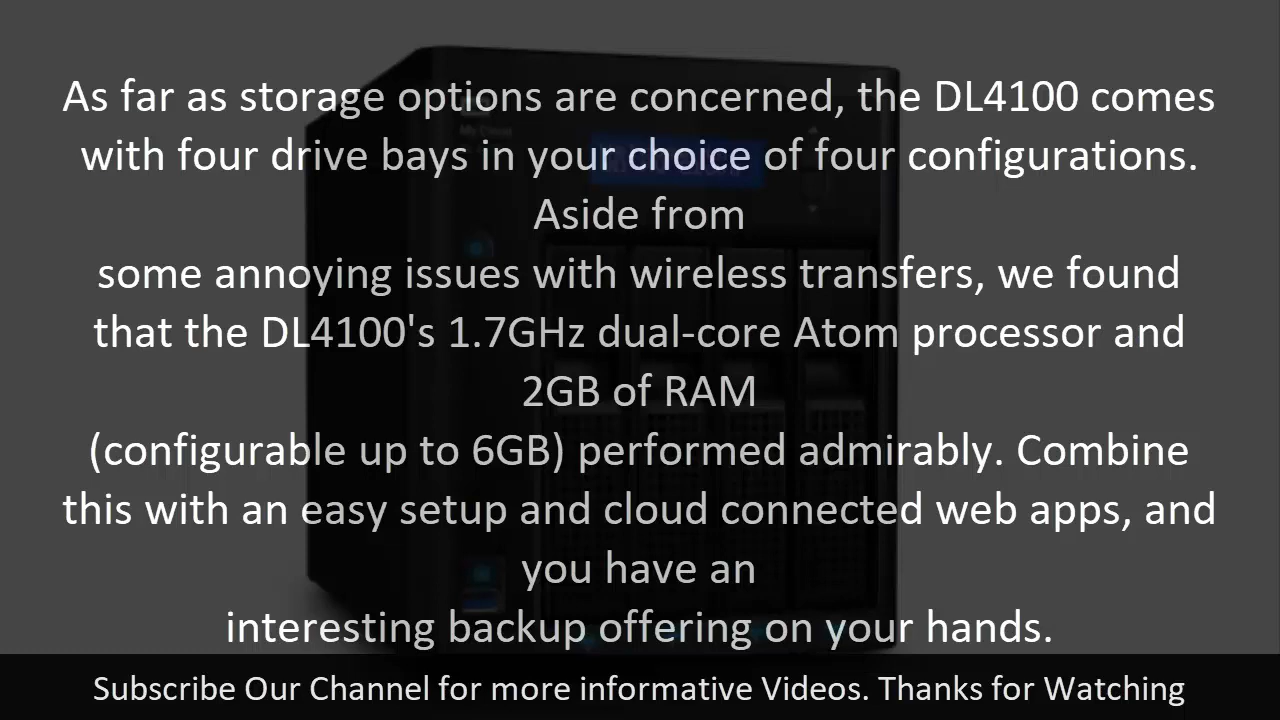 As far as storage options are concerned, the DL4100 comes
with four drive bays in your choice of four configurations.
Aside from
some annoying issues with wireless transfers, we found
that the DL4100's 1.7GHz dual-core Atom processor and
2GB of RAM
(configurable up to 6GB) performed admirably. Combine
this with an easy setup and cloud connected web apps, and
you have an
interesting backup offering on your hands.
Subscribe Our Channel for more informative Videos. Thanks for Watching